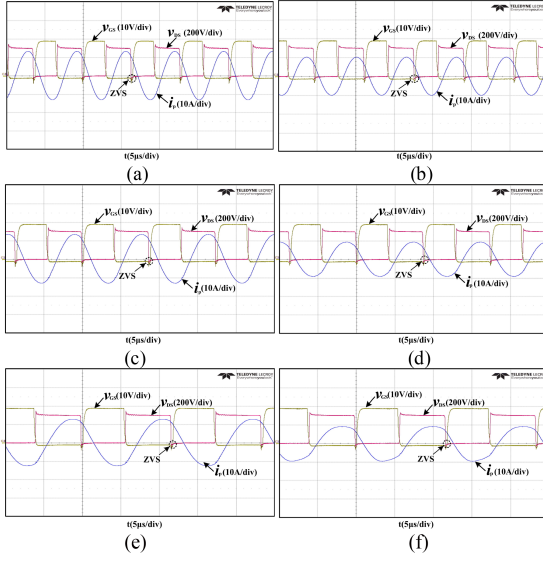 TELEDYNE LECROY
vGS(10V/div)
vDS(200V/div)
ZVS
ip(10A/div)
t(5μs/div)
(a)
TELEDYNE LECROY
vGS(10V/div)
vDS(200V/div)
ZVS
ip(10A/div)
t(5μs/div)
(b)
TELEDYNE LECROY
vGS(10V/div)
vDS(200V/div)
ZVS
ip(10A/div)
t(5μs/div)
(c)
TELEDYNE LECROY
vGS(10V/div)
vDS(200V/div)
ZVS
ip(10A/div)
t(5μs/div)
(d)
TELEDYNE LECROY
vGS(10V/div)
vDS(200V/div)
ZVS
ip(10A/div)
t(5μs/div)
(e)
TELEDYNE LECROY
vGS(10V/div)
vDS(200V/div)
ZVS
ip(10A/div)
t(5μs/div)
(f)